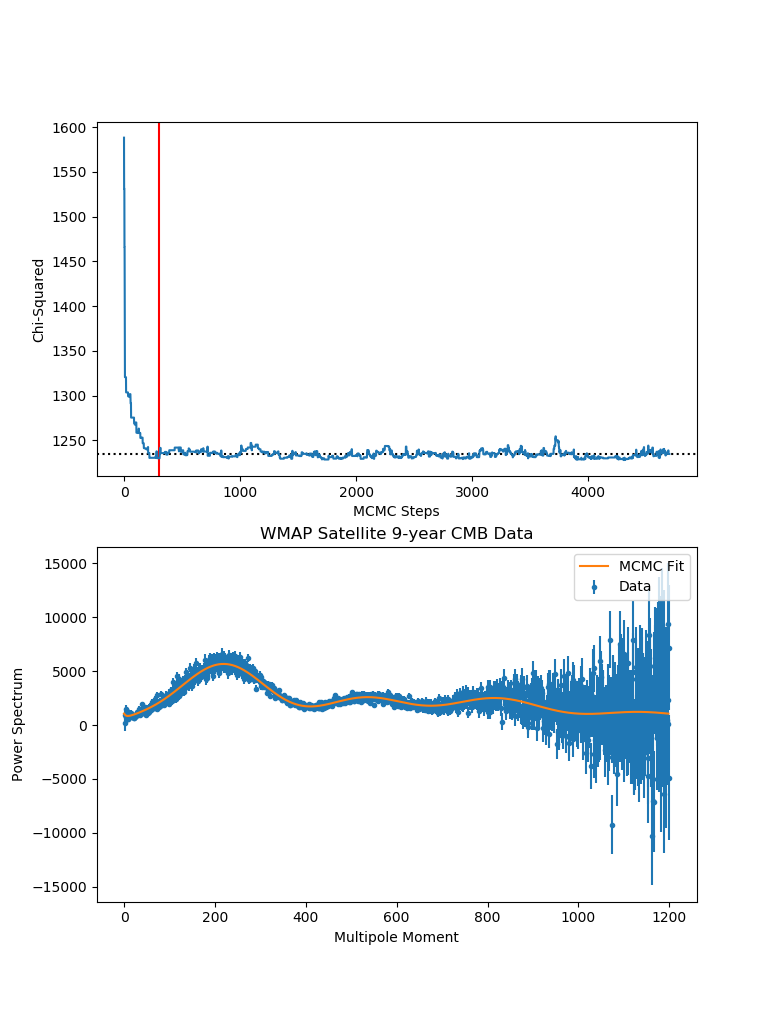 1600
1550
1500
1450
1400
1350
1300
1250
Chi-Squared
0 1000 2000 3000 4000
MCMC Steps
WMAP Satellite 9-year CMB Data
MCMC Fit
Data
15000
10000
5000
0
−5000
−10000
−15000
Power Spectrum
0 200 400 600 800 1000 1200
Multipole Moment